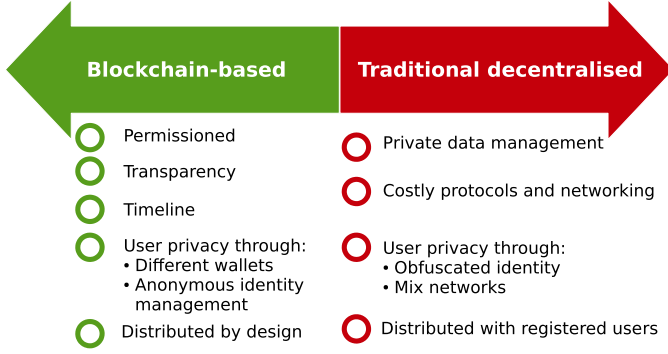 Blockchain-based
Permissioned
Transparency
Timeline
User privacy through:
• Different wallets
• Anonymous identity
management
Distributed by design
Traditional decentralised
Private data management
Costly protocols and networking
User privacy through:
• Obfuscated identity
• Mix networks
Distributed with registered users